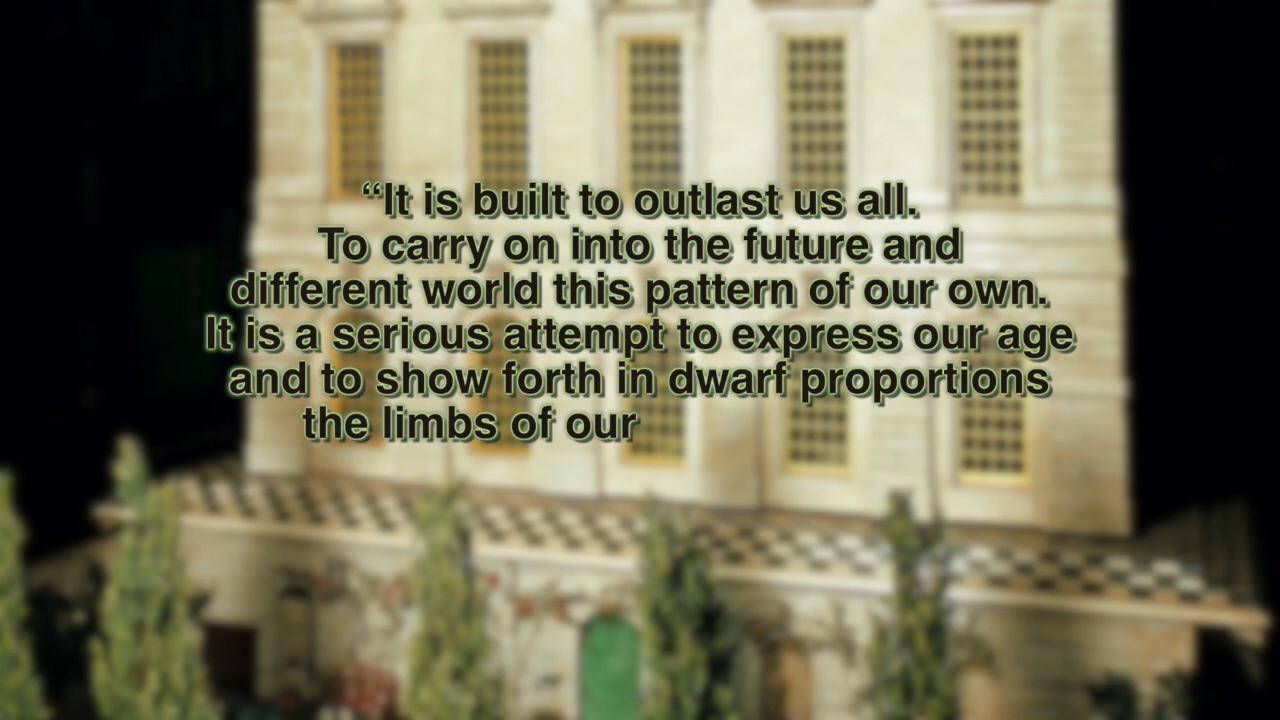 “It is built to outlast us all.
To carry on into the future and
different world this pattern of our own.
It is a serious attempt to express our age
and to show forth in dwarf proportions
the limbs of our